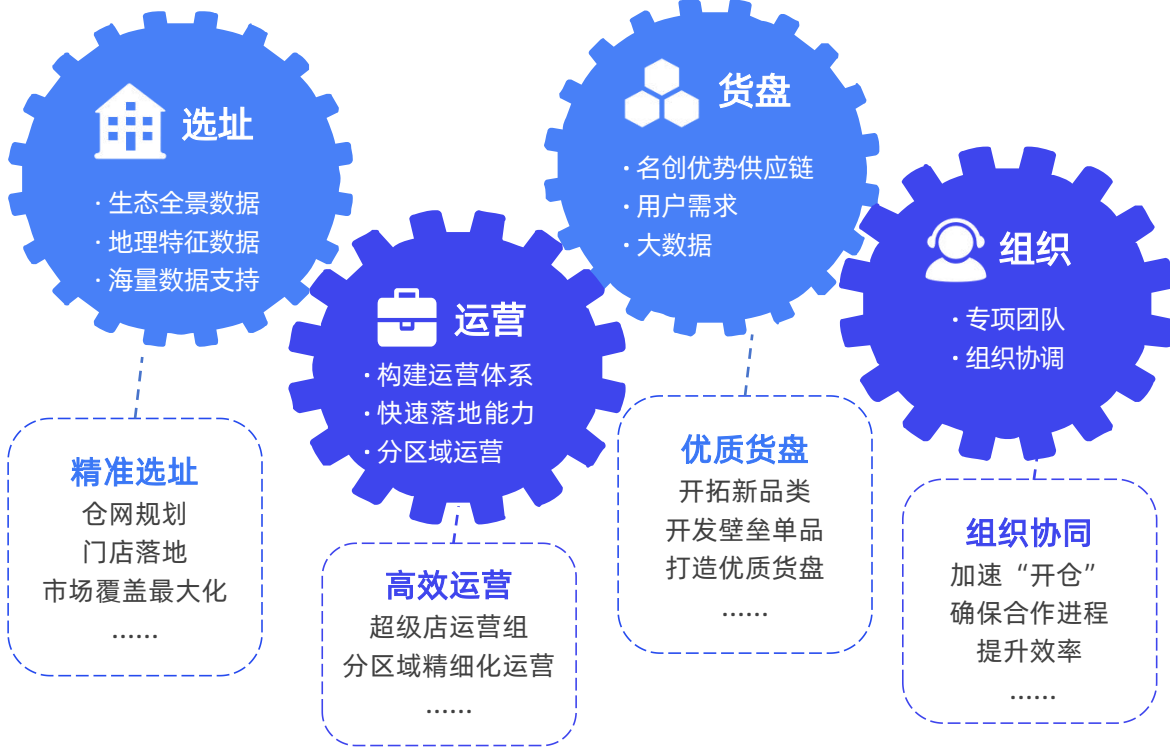 选址
· 生态全景数据
· 地理特征数据
· 海量数据支持
精准选址
仓网规划
门店落地
市场覆盖最大化
······
运营
· 构建运营体系
· 快速落地能力
· 分区域运营
高效运营
超级店运营组
分区域精细化运营
······
货盘
· 名创优势供应链
· 用户需求
· 大数据
优质货盘
开拓新品类
开发壁垒单品
打造优质货盘
······
组织
· 专项团队
· 组织协调
组织协同
加速“开仓”
确保合作进程
提升效率
······